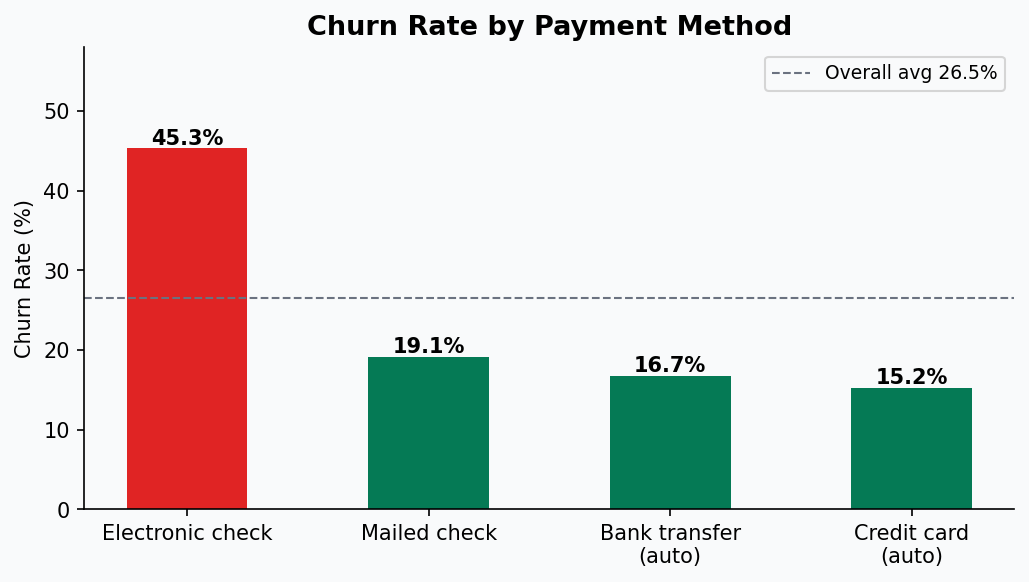 Churn Rate by Payment Method
Overall avg 26.5%
Churn Rate (%)
50
40
30
20
10
0
45.3%
19.1%
16.7%
15.2%
Electronic check
Mailed check
Bank transfer
(auto)
Credit card
(auto)